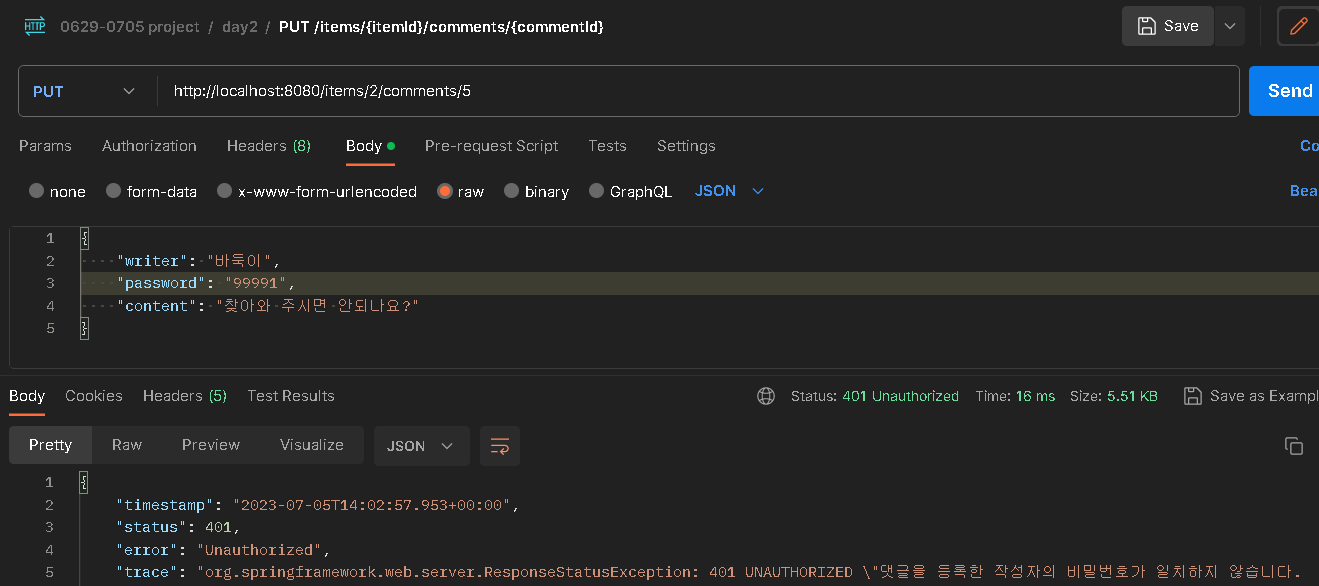 HTTP 0629-0705 project / day2 / PUT /items/{itemId}/comments/{commentId} Save
PUT http://localhost:8080/items/2/comments/5 Send
Params Authorization Headers (8) Body Pre-request Script Tests Settings Co
none form-data x-www-form-urlencoded raw binary GraphQL JSON Bea
1 {
2 "writer": "바둑이",
3 "password": "99991",
4 "content": "찾아와 주시면 안되나요?"
5 }
Body Cookies Headers (5) Test Results Status: 401 Unauthorized Time: 16 ms Size: 5.51 KB Save as Exampl
Pretty Raw Preview Visualize JSON
1 {
2 "timestamp": "2023-07-05T14:02:57.953+00:00",
3 "status": 401,
4 "error": "Unauthorized",
5 "trace": "org.springframework.web.server.ResponseStatusException: 401 UNAUTHORIZED \"댓글을 등록한 작성자의 비밀번호가 일치하지 않습니다.